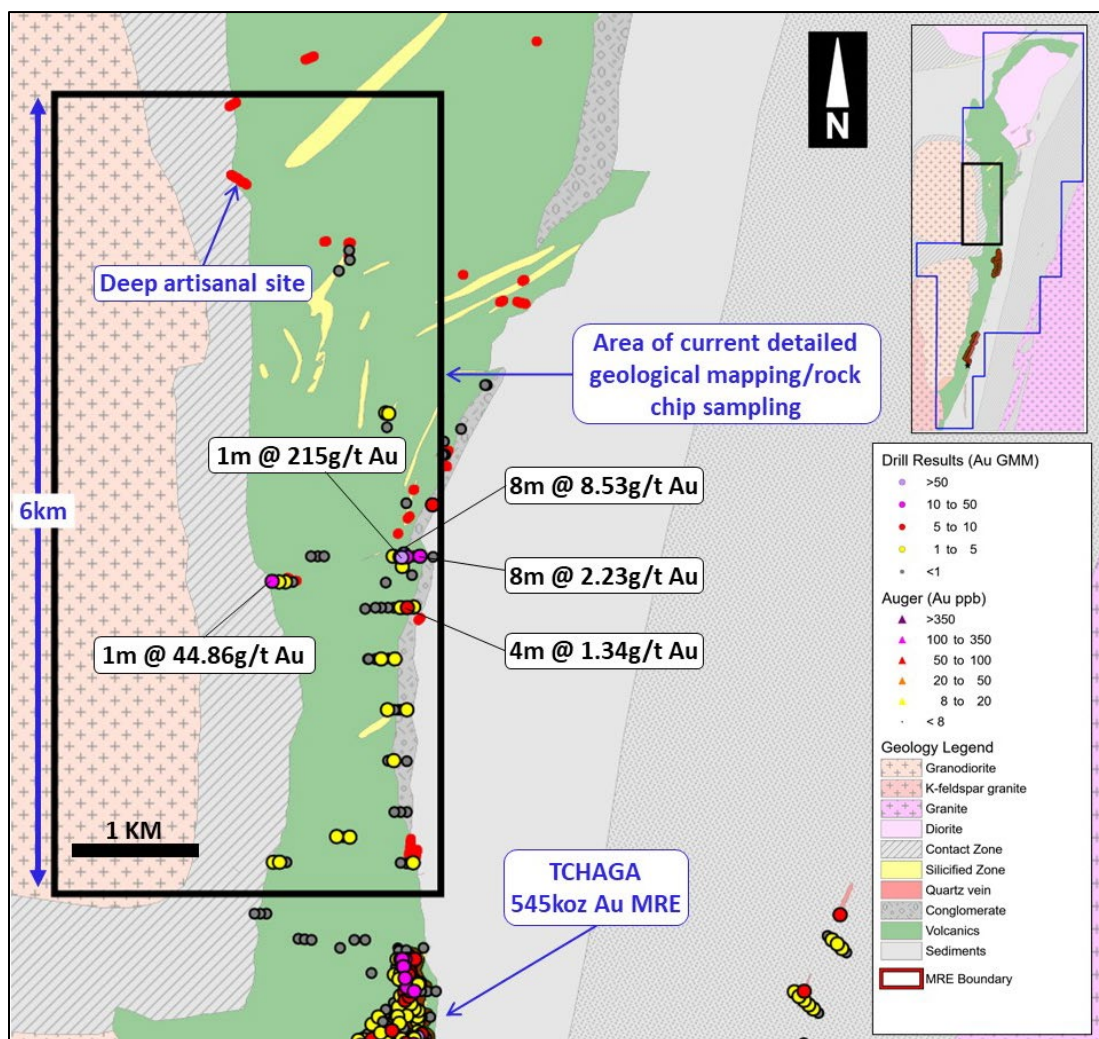 N
Deep artisanal site
Area of current detailed
geological mapping/rock
chip sampling
1m @ 215g/t Au
8m @ 8.53g/t Au
6km
8m @ 2.23g/t Au
1m @ 44.86g/t Au
4m @ 1.34g/t Au
1 KM
TCHAGA
545koz Au MRE
Drill Results (Au GMM)
>50
10 to 50
5 to 10
1 to 5
<1
Auger (Au ppb)
>350
100 to 350
50 to 100
20 to 50
8 to 20
< 8
Geology Legend
Granodiorite
K-feldspar granite
Granite
Diorite
Contact Zone
Silicified Zone
Quartz vein
Conglomerate
Volcanics
Sediments
MRE Boundary